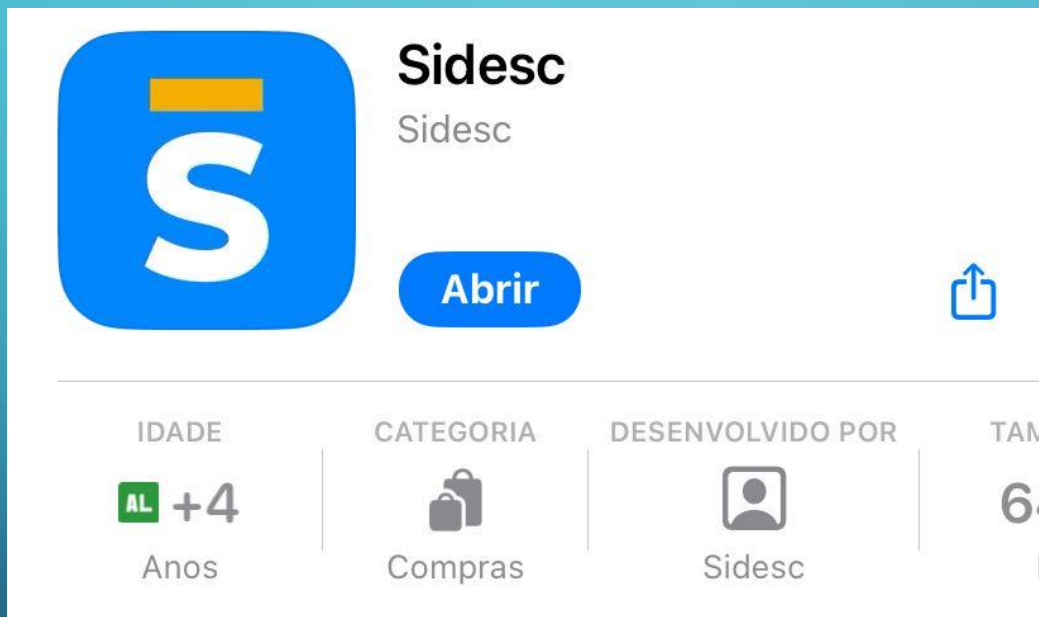 s
Sidesc
Sidesc
Abrir
IDADE
CATEGORIA
DESENVOLVIDO POR
AL +4
Anos
Compras
Sidesc